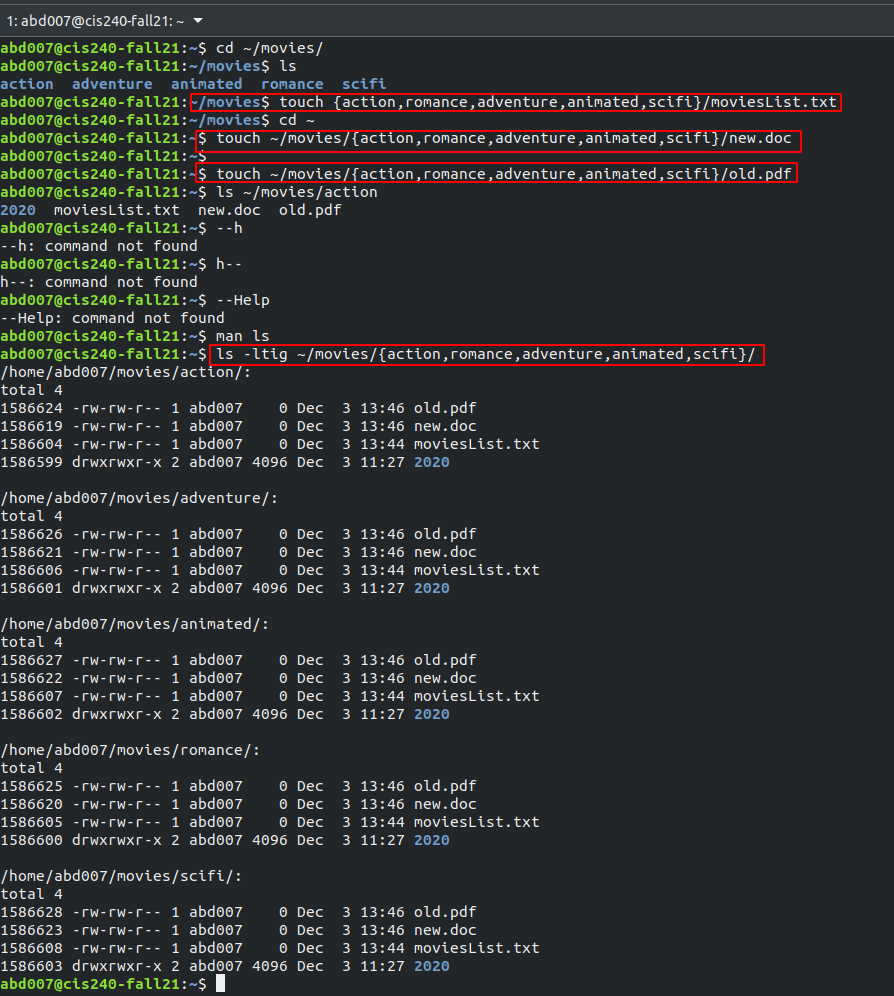 1: abd007@cis240-fall21: ~
abd007@cis240-fall21:~$ cd ~/movies/
abd007@cis240-fall21:~/movies$ ls
action  adventure  animated  romance  scifi
abd007@cis240-fall21:~/movies$ touch {action,romance,adventure,animated,scifi}/moviesList.txt
abd007@cis240-fall21:~/movies$ cd ~
abd007@cis240-fall21:~$ touch ~/movies/{action,romance,adventure,animated,scifi}/new.doc
abd007@cis240-fall21:~$
abd007@cis240-fall21:~$ touch ~/movies/{action,romance,adventure,animated,scifi}/old.pdf
abd007@cis240-fall21:~$ ls ~/movies/action
2020  moviesList.txt  new.doc  old.pdf
abd007@cis240-fall21:~$ --h
--h: command not found
abd007@cis240-fall21:~$ h--
h--: command not found
abd007@cis240-fall21:~$ --Help
--Help: command not found
abd007@cis240-fall21:~$ man ls
abd007@cis240-fall21:~$ ls -ltig ~/movies/{action,romance,adventure,animated,scifi}/
/home/abd007/movies/action/:
total 4
1586624 -rw-rw-r-- 1 abd007    0 Dec  3 13:46 old.pdf
1586619 -rw-rw-r-- 1 abd007    0 Dec  3 13:46 new.doc
1586604 -rw-rw-r-- 1 abd007    0 Dec  3 13:44 moviesList.txt
1586599 drwxrwxr-x 2 abd007 4096 Dec  3 11:27 2020
/home/abd007/movies/adventure/:
total 4
1586626 -rw-rw-r-- 1 abd007    0 Dec  3 13:46 old.pdf
1586621 -rw-rw-r-- 1 abd007    0 Dec  3 13:46 new.doc
1586606 -rw-rw-r-- 1 abd007    0 Dec  3 13:44 moviesList.txt
1586601 drwxrwxr-x 2 abd007 4096 Dec  3 11:27 2020
/home/abd007/movies/animated/:
total 4
1586627 -rw-rw-r-- 1 abd007    0 Dec  3 13:46 old.pdf
1586622 -rw-rw-r-- 1 abd007    0 Dec  3 13:46 new.doc
1586607 -rw-rw-r-- 1 abd007    0 Dec  3 13:44 moviesList.txt
1586602 drwxrwxr-x 2 abd007 4096 Dec  3 11:27 2020
/home/abd007/movies/romance/:
total 4
1586625 -rw-rw-r-- 1 abd007    0 Dec  3 13:46 old.pdf
1586620 -rw-rw-r-- 1 abd007    0 Dec  3 13:46 new.doc
1586605 -rw-rw-r-- 1 abd007    0 Dec  3 13:44 moviesList.txt
1586600 drwxrwxr-x 2 abd007 4096 Dec  3 11:27 2020
/home/abd007/movies/scifi/:
total 4
1586628 -rw-rw-r-- 1 abd007    0 Dec  3 13:46 old.pdf
1586623 -rw-rw-r-- 1 abd007    0 Dec  3 13:46 new.doc
1586608 -rw-rw-r-- 1 abd007    0 Dec  3 13:44 moviesList.txt
1586603 drwxrwxr-x 2 abd007 4096 Dec  3 11:27 2020
abd007@cis240-fall21:~$